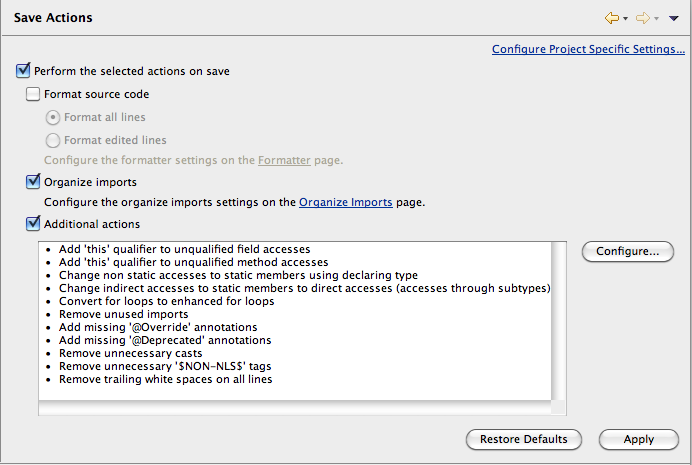 Save Actions
Configure Project Specific Settings...
Perform the selected actions on save
Format source code
Format all lines
Format edited lines
Configure the formatter settings on the Formatter page.
Organize imports
Configure the organize imports settings on the Organize Imports page.
Additional actions
• Add 'this' qualifier to unqualified field accesses
• Add 'this' qualifier to unqualified method accesses
• Change non static accesses to static members using declaring type
• Change indirect accesses to static members to direct accesses (accesses through subtypes)
• Convert for loops to enhanced for loops
• Remove unused imports
• Add missing '@Override' annotations
• Add missing '@Deprecated' annotations
• Remove unnecessary casts
• Remove unnecessary '$NON-NLS$' tags
• Remove trailing white spaces on all lines
Configure...
Restore Defaults
Apply